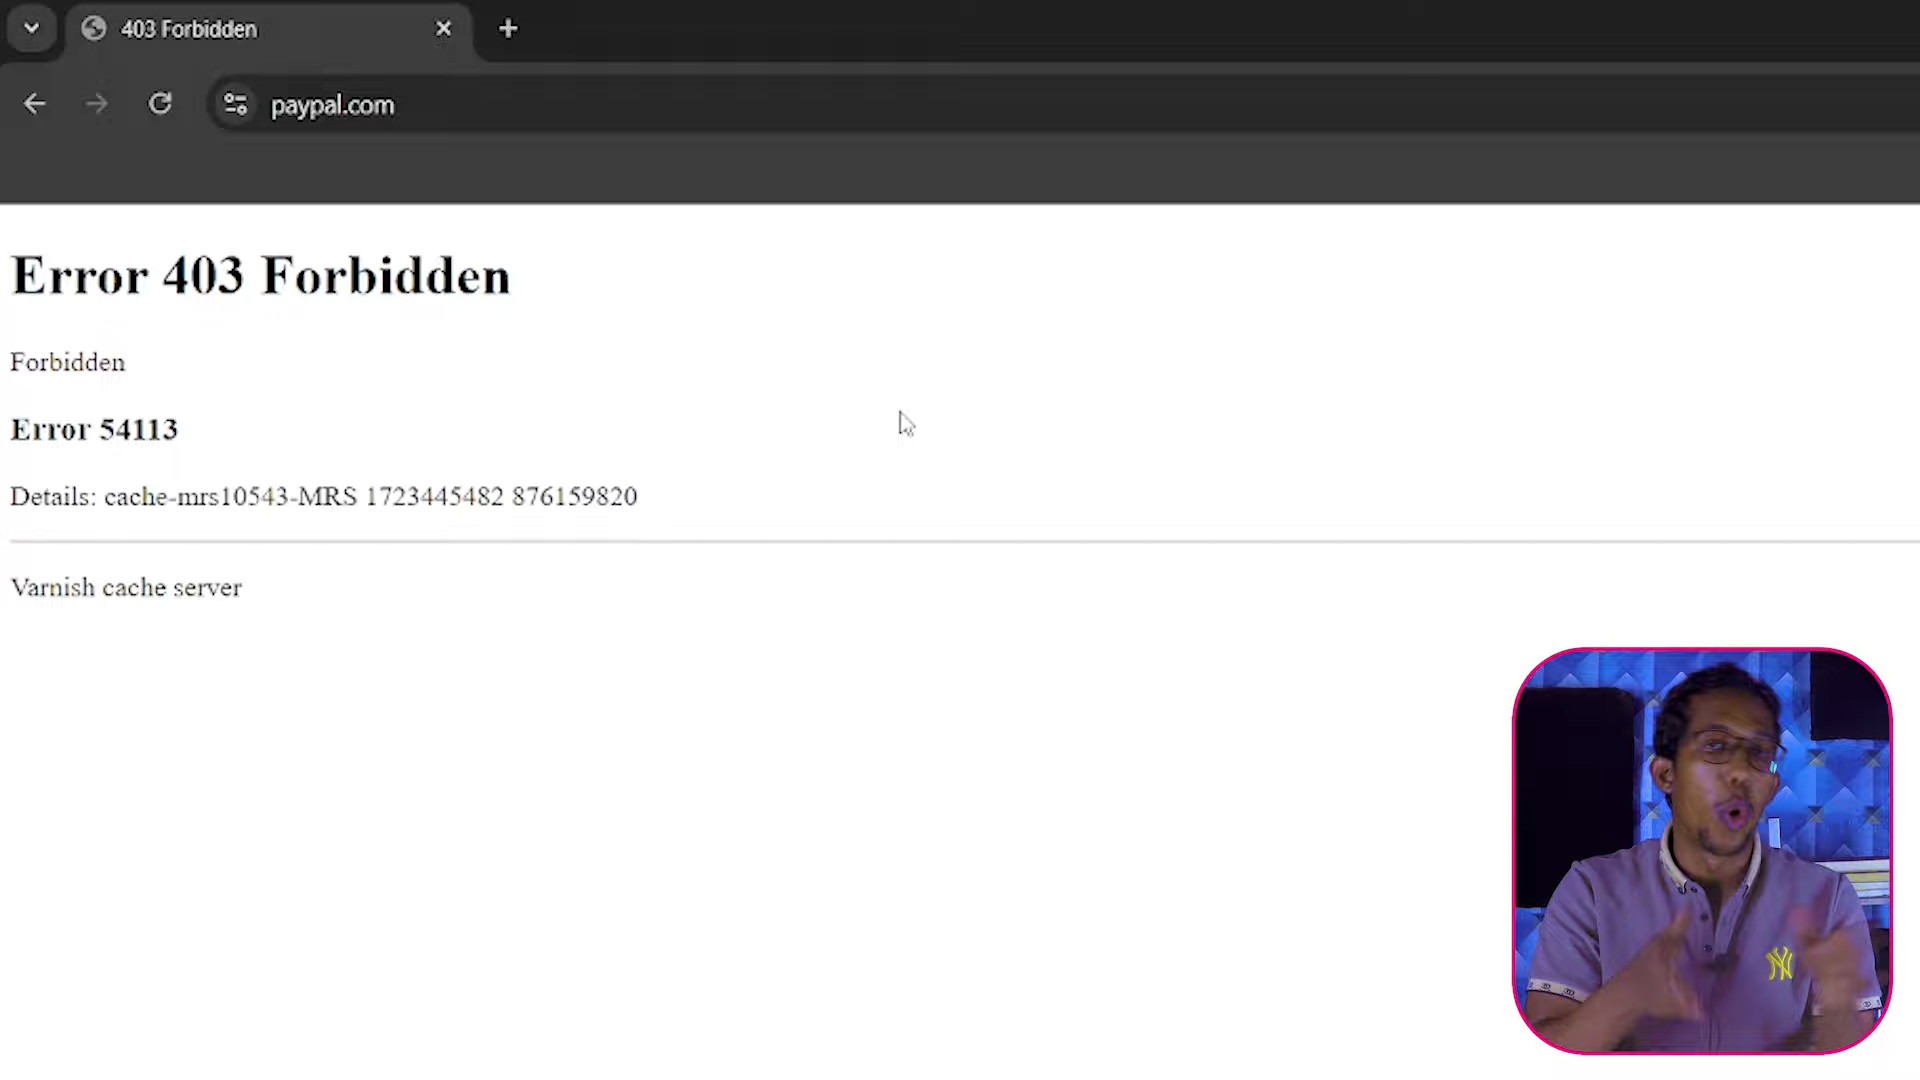 403 Forbidden
paypal.com
Error 403 Forbidden
Forbidden
Error 54113
Details: cache-mrs10543-MRS 1723445482 876159820
Varnish cache server
NY